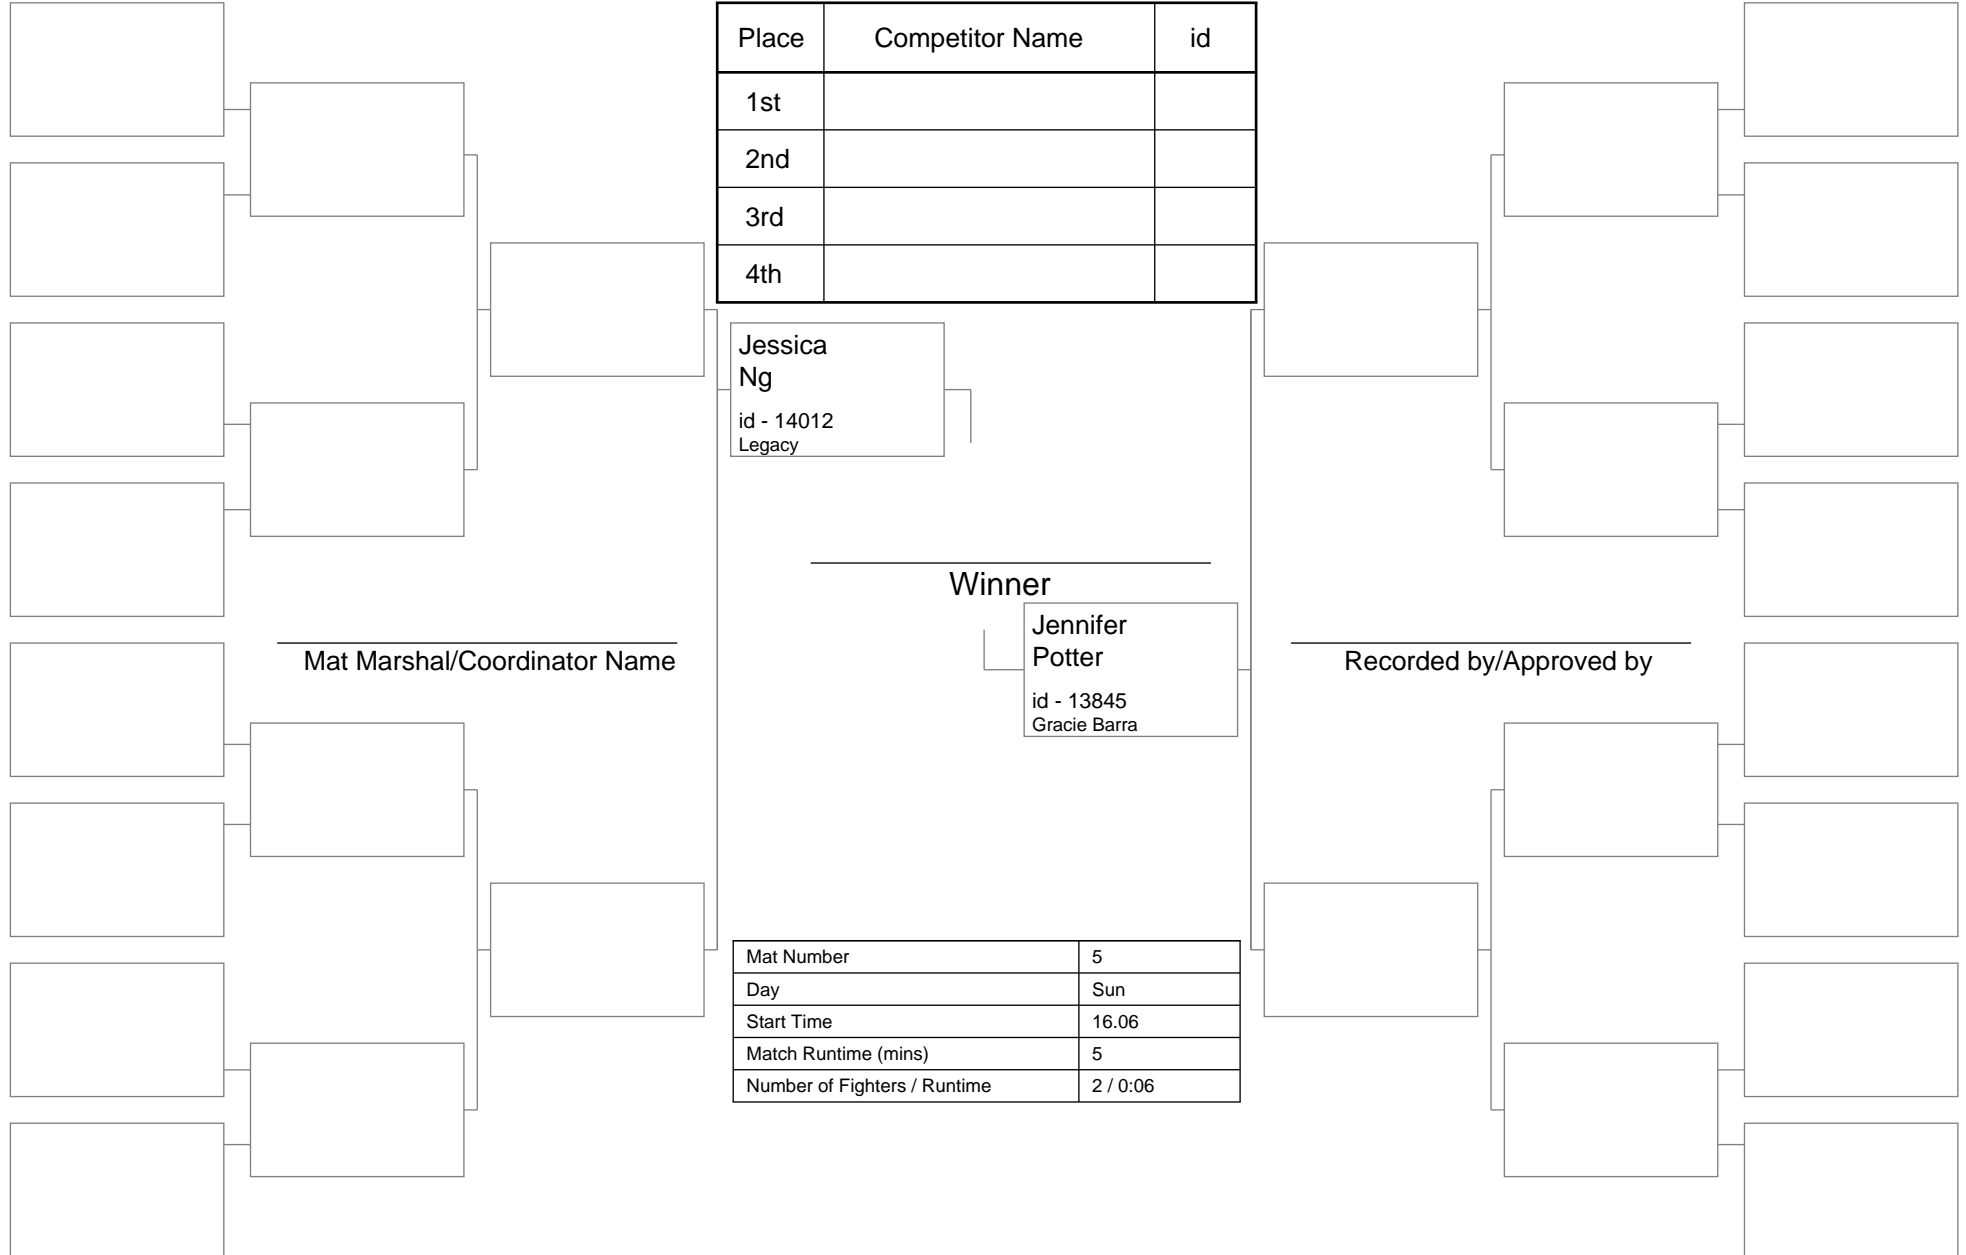 Place Competitor Name id
1st
2nd
3rd
4th
Jessica
Ng
id - 14012
Legacy
Winner
Jennifer
Potter
id - 13845
Gracie Barra
Mat Marshal/Coordinator Name
Recorded by/Approved by
Mat Number 5
Day Sun
Start Time 16.06
Match Runtime (mins) 5
Number of Fighters / Runtime 2 / 0:06